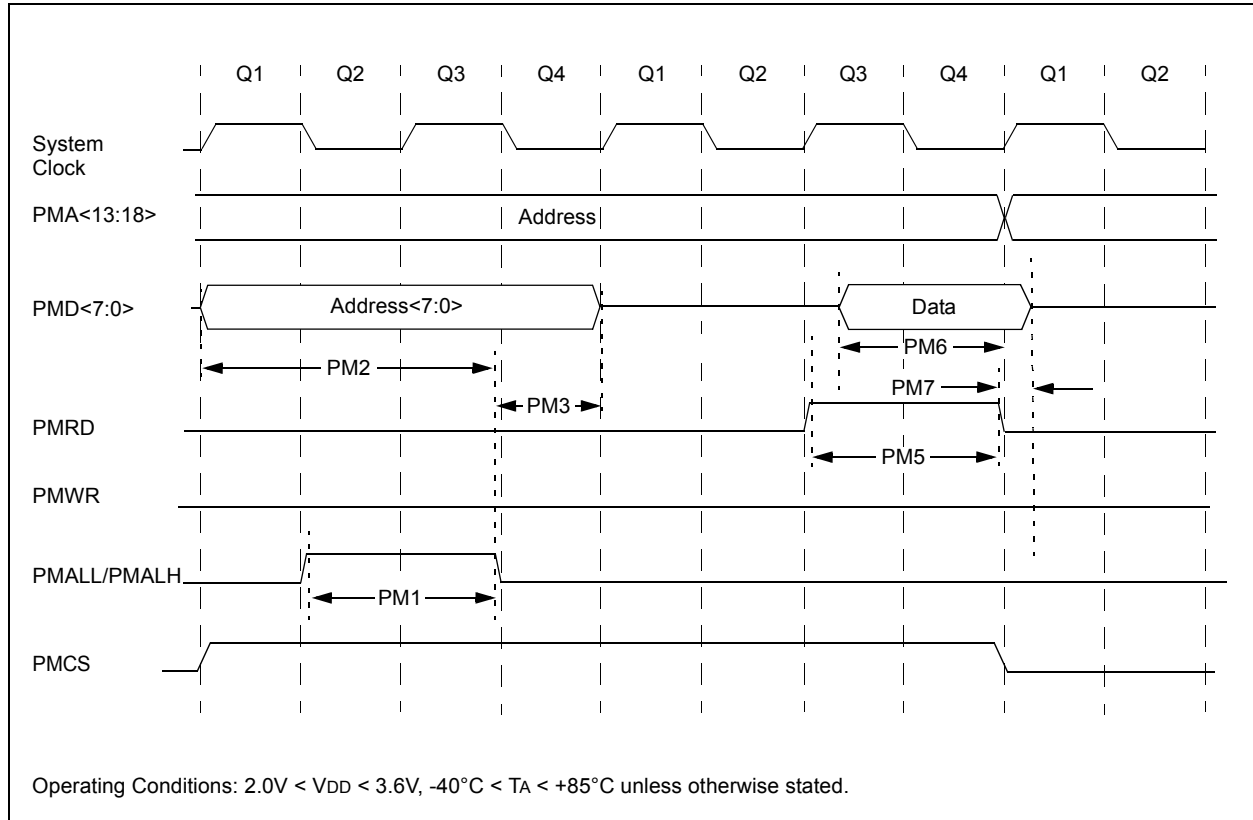 Q1 Q2 Q3 Q4 Q1 Q2 Q3 Q4 Q1 Q2
System
Clock
PMA<13:18>
Address
PMD<7:0>
Address<7:0>
Data
PM6
PM2
PM7
PM3
PMRD
PM5
PMWR
PMALL/PMALH
PM1
PMCS
Operating Conditions: 2.0V < VDD < 3.6V, -40°C < TA < +85°C unless otherwise stated.